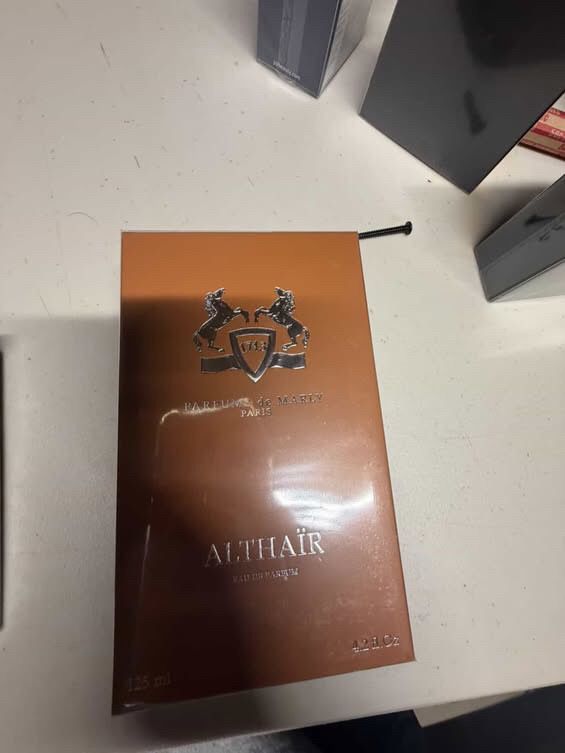 1743
PARFUMS de MARLY
PARIS
ALTHAÏR
EAU DE PARFUM
4.2 fl.Oz
125 ml